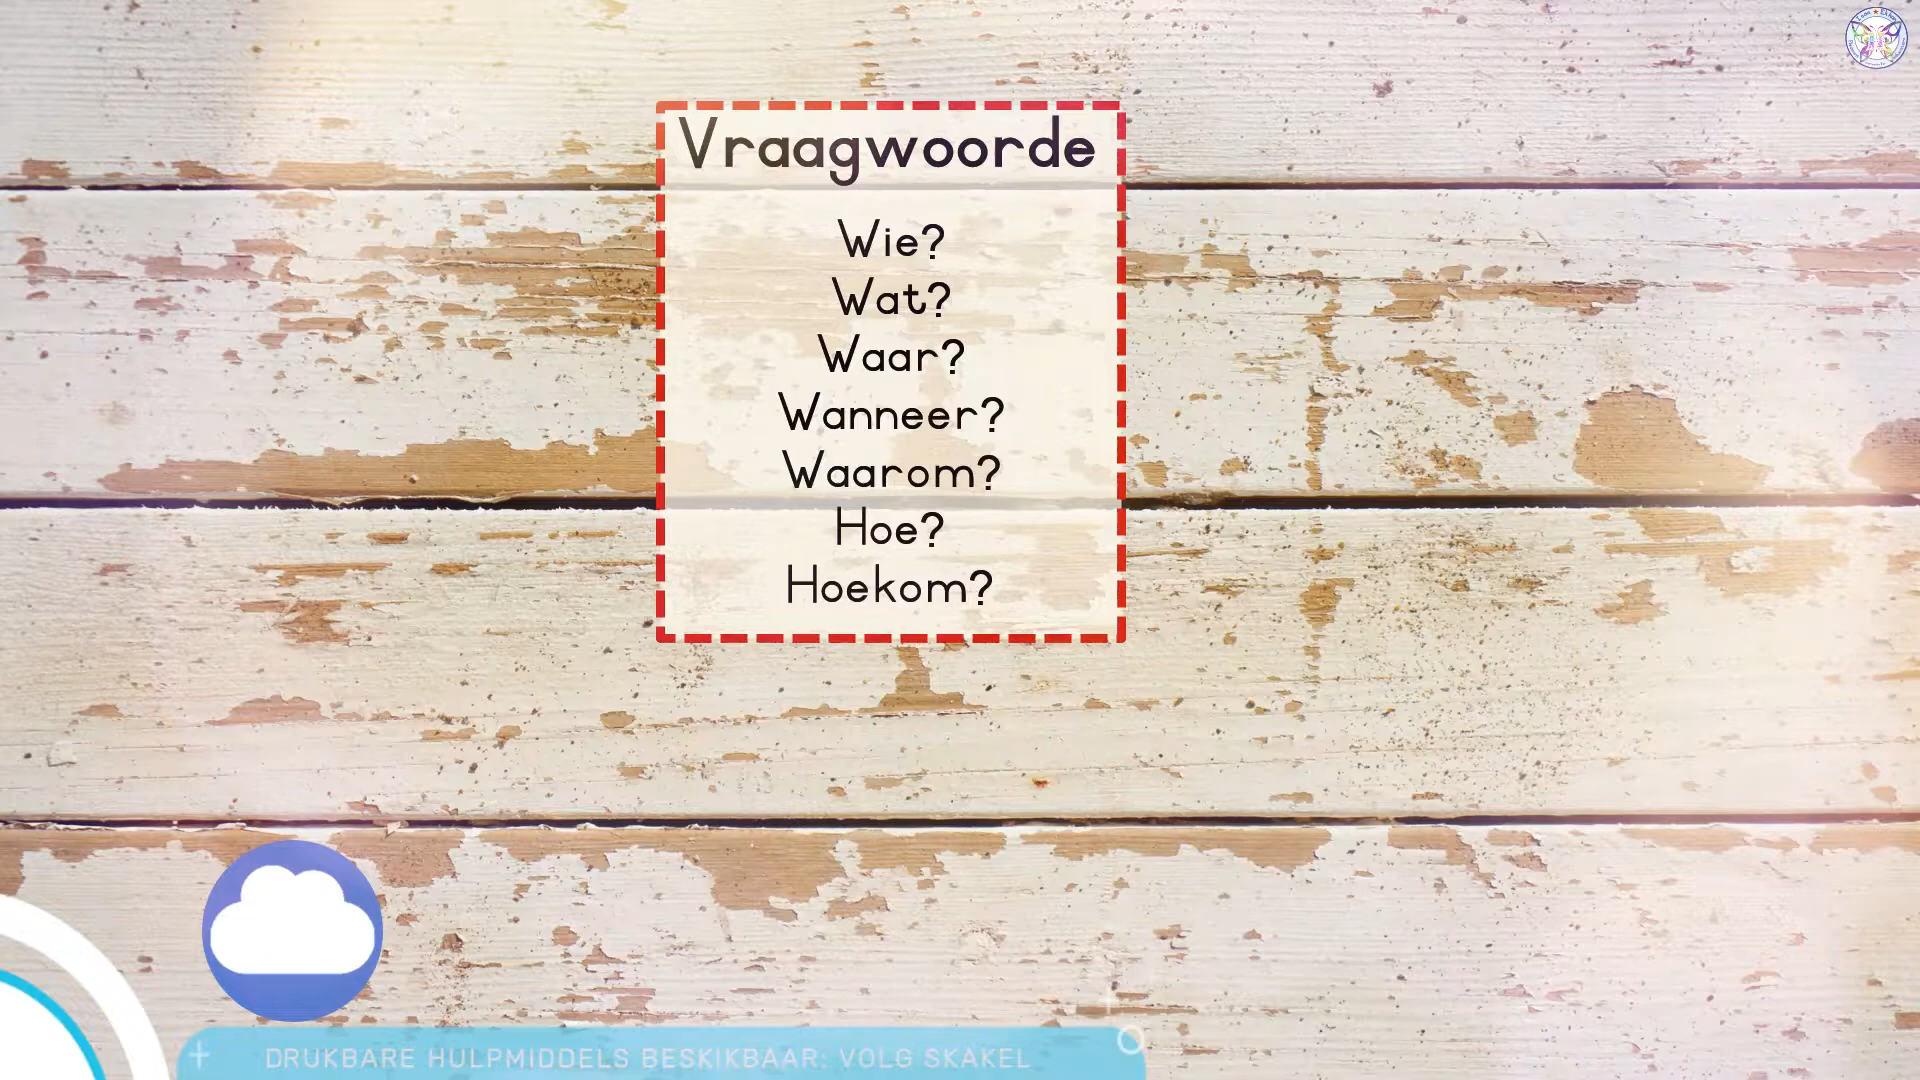 Vraagwoorde
Wie?
Wat?
Waar?
Wanneer?
Waarom?
Hoe?
Hoekom?
DRUKBARE HULPMIDDELS BESKIKBAAR: VOLG SKAKEL